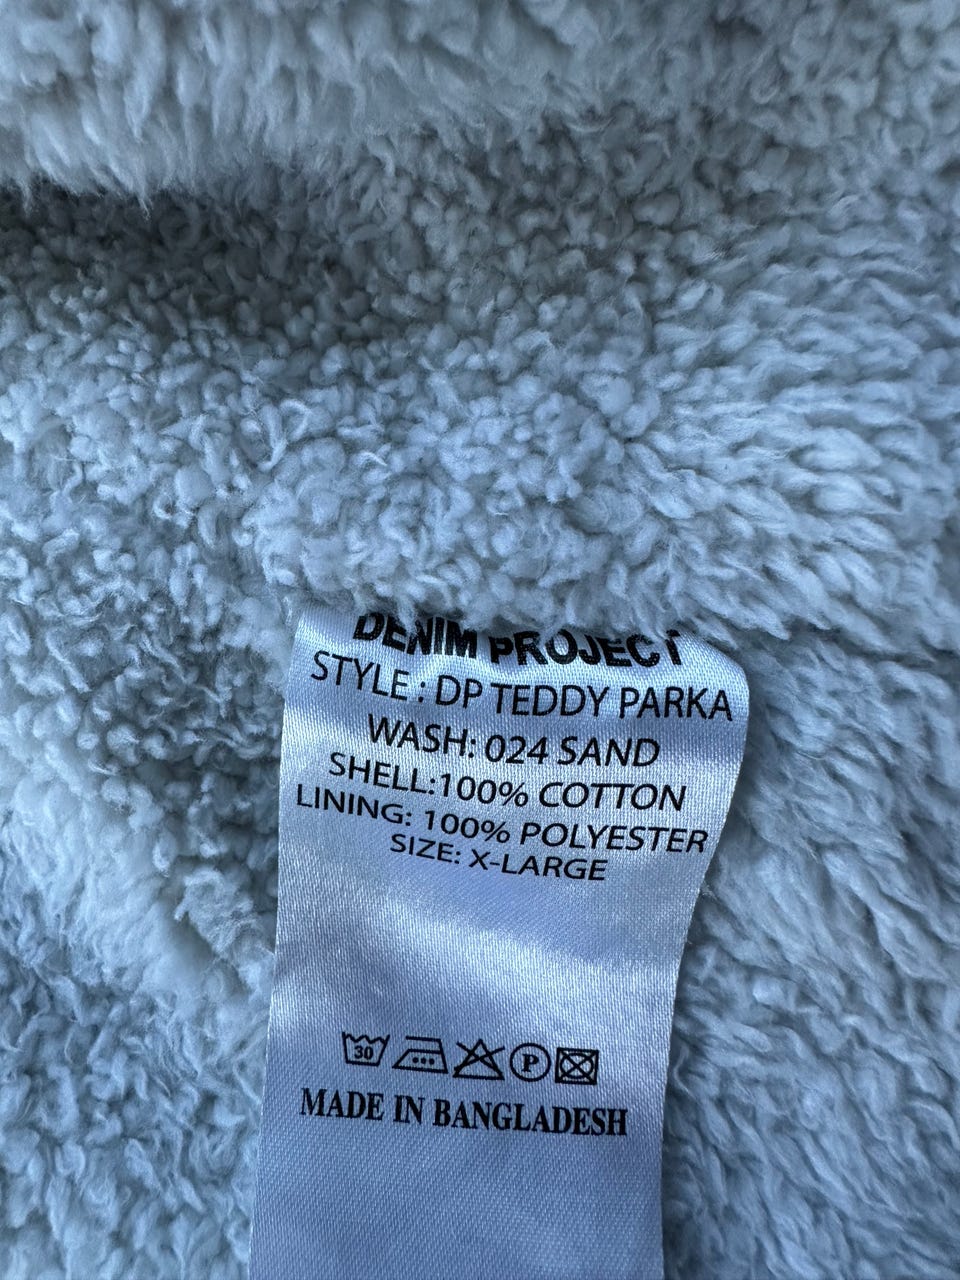 DENIM PROJECT
STYLE : DP TEDDY PARKA
WASH: 024 SAND
SHELL:100% COTTON
LINING: 100% POLYESTER
SIZE: X-LARGE
30 P
MADE IN BANGLADESH